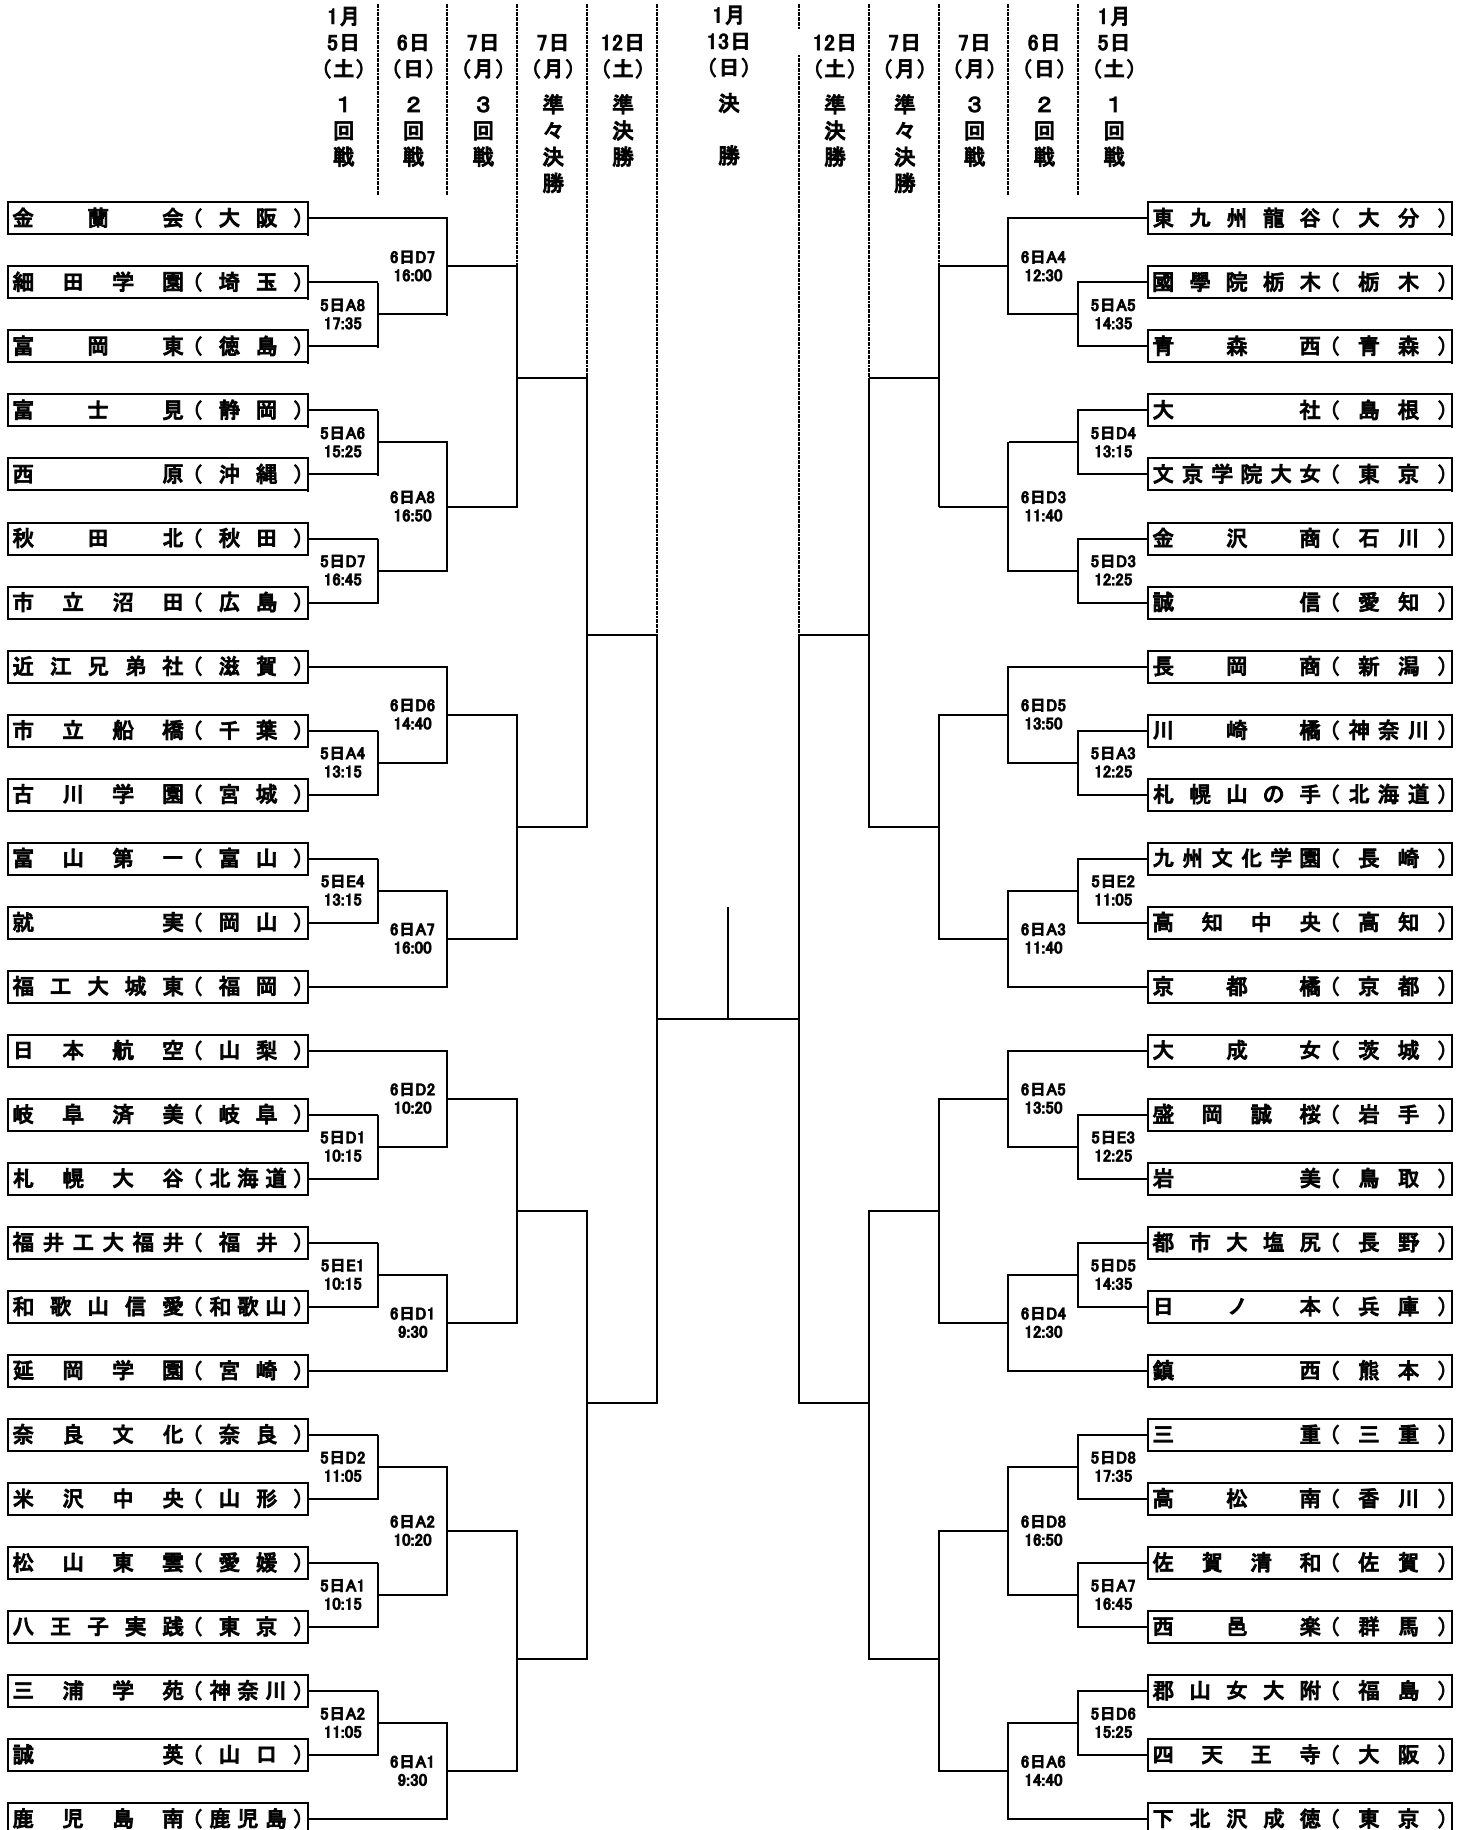 1月 5日 (土) 1回戦
6日 (日) 2回戦
7日 (月) 3回戦
7日 (月) 準々決勝
12日 (土) 準決勝
1月 13日 (日) 決勝
12日 (土) 準決勝
7日 (月) 準々決勝
7日 (月) 3回戦
6日 (日) 2回戦
1月 5日 (土) 1回戦
金蘭会(大阪)
6日D7
16:00
細田学園(埼玉)
5日A8
17:35
富岡東(徳島)
富士見(静岡)
5日A6
15:25
西原(沖縄)
6日A8
16:50
秋田北(秋田)
5日D7
16:45
市立沼田(広島)
近江兄弟社(滋賀)
6日D6
14:40
市立船橋(千葉)
5日A4
13:15
古川学園(宮城)
富山第一(富山)
5日E4
13:15
就実(岡山)
6日A7
16:00
福工大城東(福岡)
日本航空(山梨)
6日D2
10:20
岐阜済美(岐阜)
5日D1
10:15
札幌大谷(北海道)
福井工大福井(福井)
5日E1
10:15
和歌山信愛(和歌山)
6日D1
9:30
延岡学園(宮崎)
奈良文化(奈良)
5日D2
11:05
米沢中央(山形)
6日A2
10:20
松山東雲(愛媛)
5日A1
10:15
八王子実践(東京)
三浦学苑(神奈川)
5日A2
11:05
誠英(山口)
6日A1
9:30
鹿児島南(鹿児島)
東九州龍谷(大分)
6日A4
12:30
國學院栃木(栃木)
5日A5
14:35
青森西(青森)
大社(島根)
5日D4
13:15
文京学院大女(東京)
6日D3
11:40
金沢商(石川)
5日D3
12:25
誠信(愛知)
長岡商(新潟)
6日D5
13:50
川崎橘(神奈川)
5日A3
12:25
札幌山の手(北海道)
九州文化学園(長崎)
5日E2
11:05
高知中央(高知)
6日A3
11:40
京都橘(京都)
大成女(茨城)
6日A5
13:50
盛岡誠桜(岩手)
5日E3
12:25
岩美(鳥取)
都市大塩尻(長野)
5日D5
14:35
日ノ本(兵庫)
6日D4
12:30
鎮西(熊本)
三重(三重)
5日D8
17:35
高松南(香川)
6日D8
16:50
佐賀清和(佐賀)
5日A7
16:45
西邑楽(群馬)
郡山女大附(福島)
5日D6
15:25
四天王寺(大阪)
6日A6
14:40
下北沢成徳(東京)